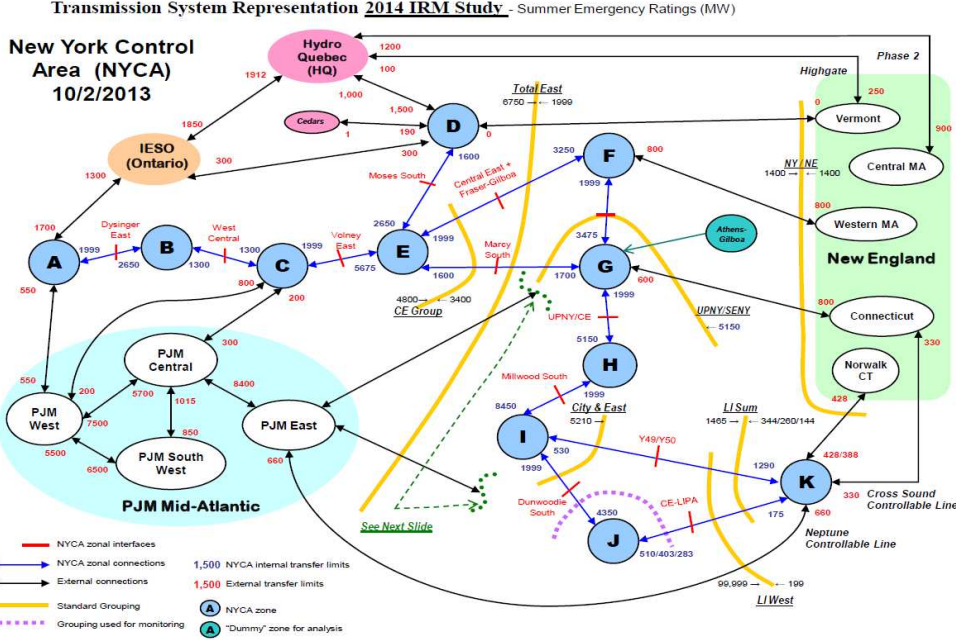 Transmission System Representation 2014 IRM Study - Summer Emergency Ratings (MW)
New York Control
Area (NYCA)
10/2/2013
Hydro
Quebec
(HQ)
1200
100
Phase 2
Highgate
250
1912
1,000
1,500
Total East
6750 → ← 1999
0
Vermont
900
Cedars
1
190
D
0
1850
IESO
(Ontario)
300
300
1600
F
3250
1999
800
NY / NE
1400 → ← 1400
Central MA
1300
Moses South
Central East +
Fraser-Gilboa
800
Western MA
New England
1700
Dysinger
East
West
Central
Volney
East
2650
1999
Marcy
South
3475
Athens-
Gilboa
A
1999
2650
B
1300
1300
C
1999
5675
E
1600
1700
G
600
1999
550
800
200
4800→ ← 3400
CE Group
UPNY/CE
UPNY/SENY
← 5150
800
Connecticut
330
5150
H
1999
Norwalk
CT
428
PJM
Central
300
550
200
5700
1015
8400
Millwood South
8450
City & East
5210 →
LI Sum
1465 → ← 344/260/144
PJM
West
7500
5500
850
PJM South
West
6500
PJM East
660
PJM Mid-Atlantic
I
530
1999
Y49/Y50
1290
428/388
K
330
Cross Sound
Controllable Line
175
660
Neptune
Controllable Line
Dunwoodie
South
CE-LIPA
4350
J
510/403/283
See Next Slide
99,999 → ← 199
LI West
NYCA zonal interfaces
NYCA zonal connections
1,500 NYCA internal transfer limits
External connections
1,500 External transfer limits
Standard Grouping
A NYCA zone
Grouping used for monitoring
A "Dummy" zone for analysis